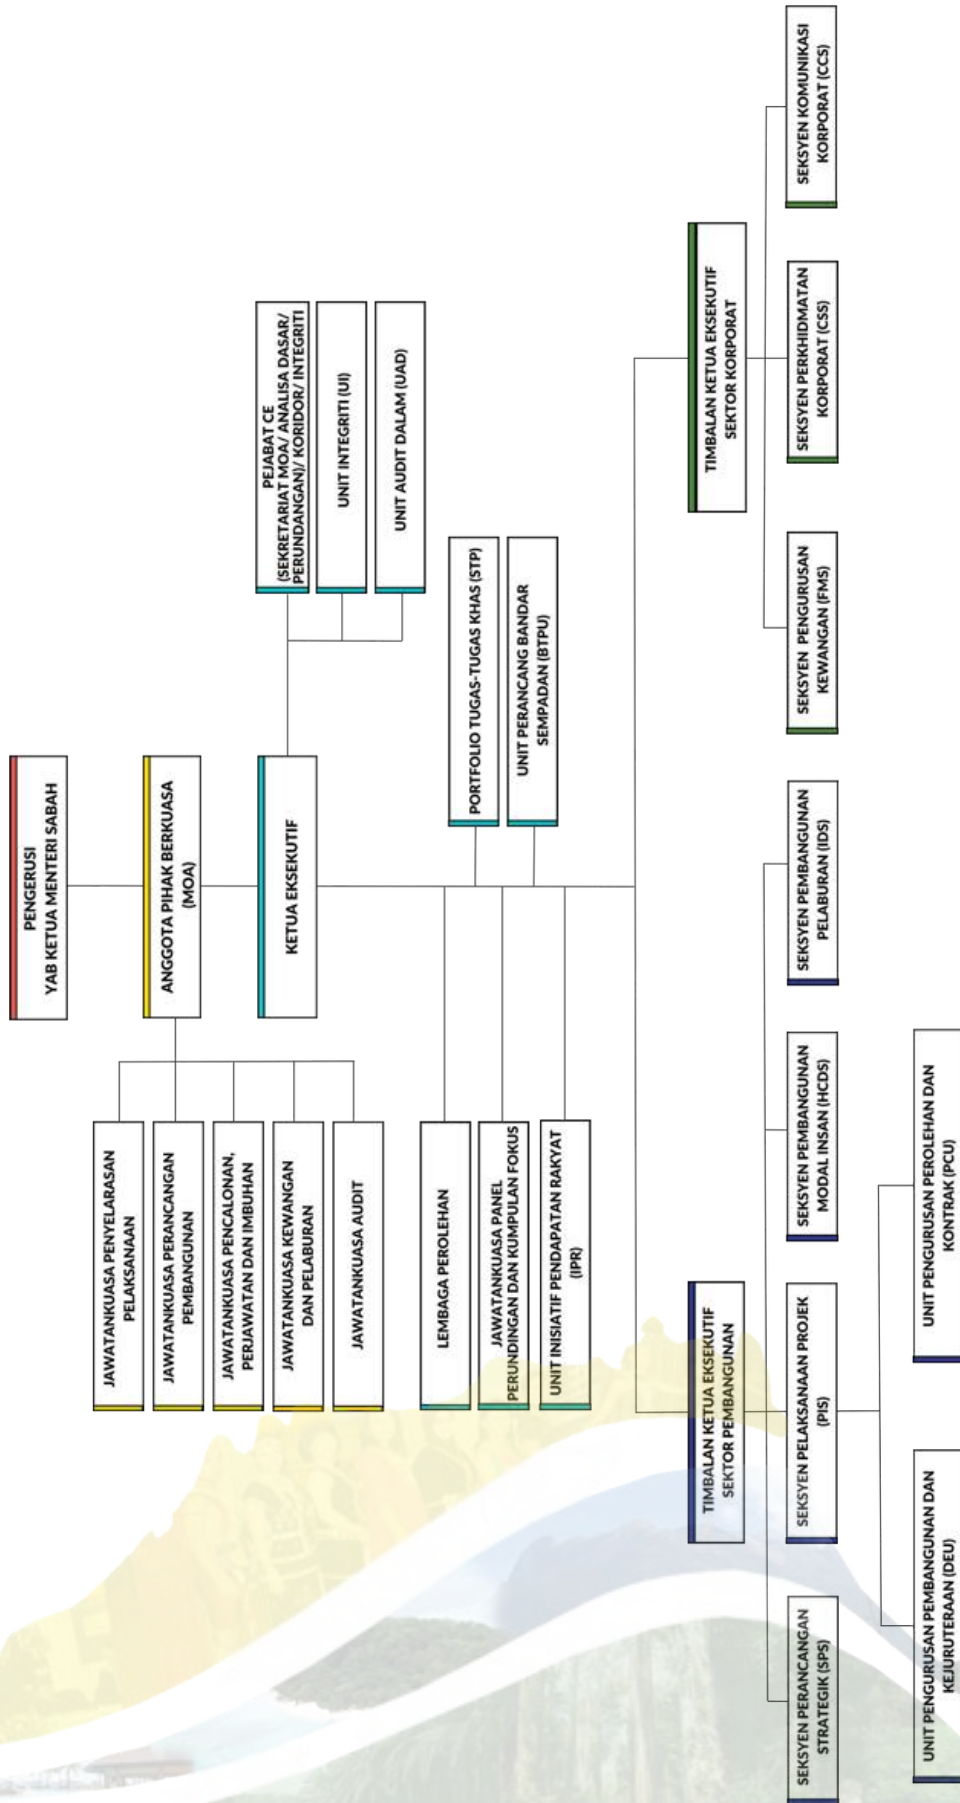 PENGERUSI
YAB KETUA MENTERI SABAH
ANGGOTA PIHAK BERKUASA
(MOA)
KETUA EKSEKUTIF
JAWATANKUASA PENYELARASAN
PELAKSANAAN
JAWATANKUASA PERANCANGAN
PEMBANGUNAN
JAWATANKUASA PENCALONAN,
PERJAWATAN DAN IMBUHAN
JAWATANKUASA KEWANGAN
DAN PELABURAN
JAWATANKUASA AUDIT
PEJABAT CE
(SEKRETARIAT MOA/ ANALISA DASAR/
PERUNDANGAN)/ KORIDOR/ INTEGRITI
UNIT INTEGRITI (UI)
UNIT AUDIT DALAM (UAD)
LEMBAGA PEROLEHAN
JAWATANKUASA PANEL
PERUNDINGAN DAN KUMPULAN FOKUS
UNIT INISIATIF PENDAPATAN RAKYAT
(IPR)
PORTFOLIO TUGAS-TUGAS KHAS (STP)
UNIT PERANCANG BANDAR
SEMPADAN (BTPU)
TIMBALAN KETUA EKSEKUTIF
SEKTOR PEMBANGUNAN
TIMBALAN KETUA EKSEKUTIF
SEKTOR KORPORAT
SEKSYEN PERANCANGAN
STRATEGIK (SPS)
SEKSYEN PELAKSANAAN PROJEK
(PIS)
SEKSYEN PEMBANGUNAN
MODAL INSAN (HCDS)
SEKSYEN PEMBANGUNAN
PELABURAN (IDS)
SEKSYEN PENGURUSAN
KEWANGAN (FMS)
SEKSYEN PERKHIDMATAN
KORPORAT (CSS)
SEKSYEN KOMUNIKASI
KORPORAT (CCS)
UNIT PENGURUSAN PEMBANGUNAN DAN
KEJURUTERAAN (DEU)
UNIT PENGURUSAN PEROLEHAN DAN
KONTRAK (PCU)